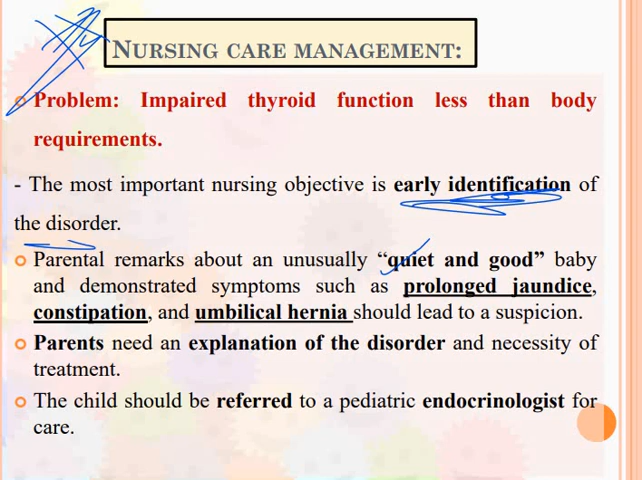 NURSING CARE MANAGEMENT:
Problem: Impaired thyroid function less than body
requirements.
- The most important nursing objective is early identification of
the disorder.
Parental remarks about an unusually “quiet and good” baby
and demonstrated symptoms such as prolonged jaundice,
constipation, and umbilical hernia should lead to a suspicion.
Parents need an explanation of the disorder and necessity of
treatment.
The child should be referred to a pediatric endocrinologist for
care.